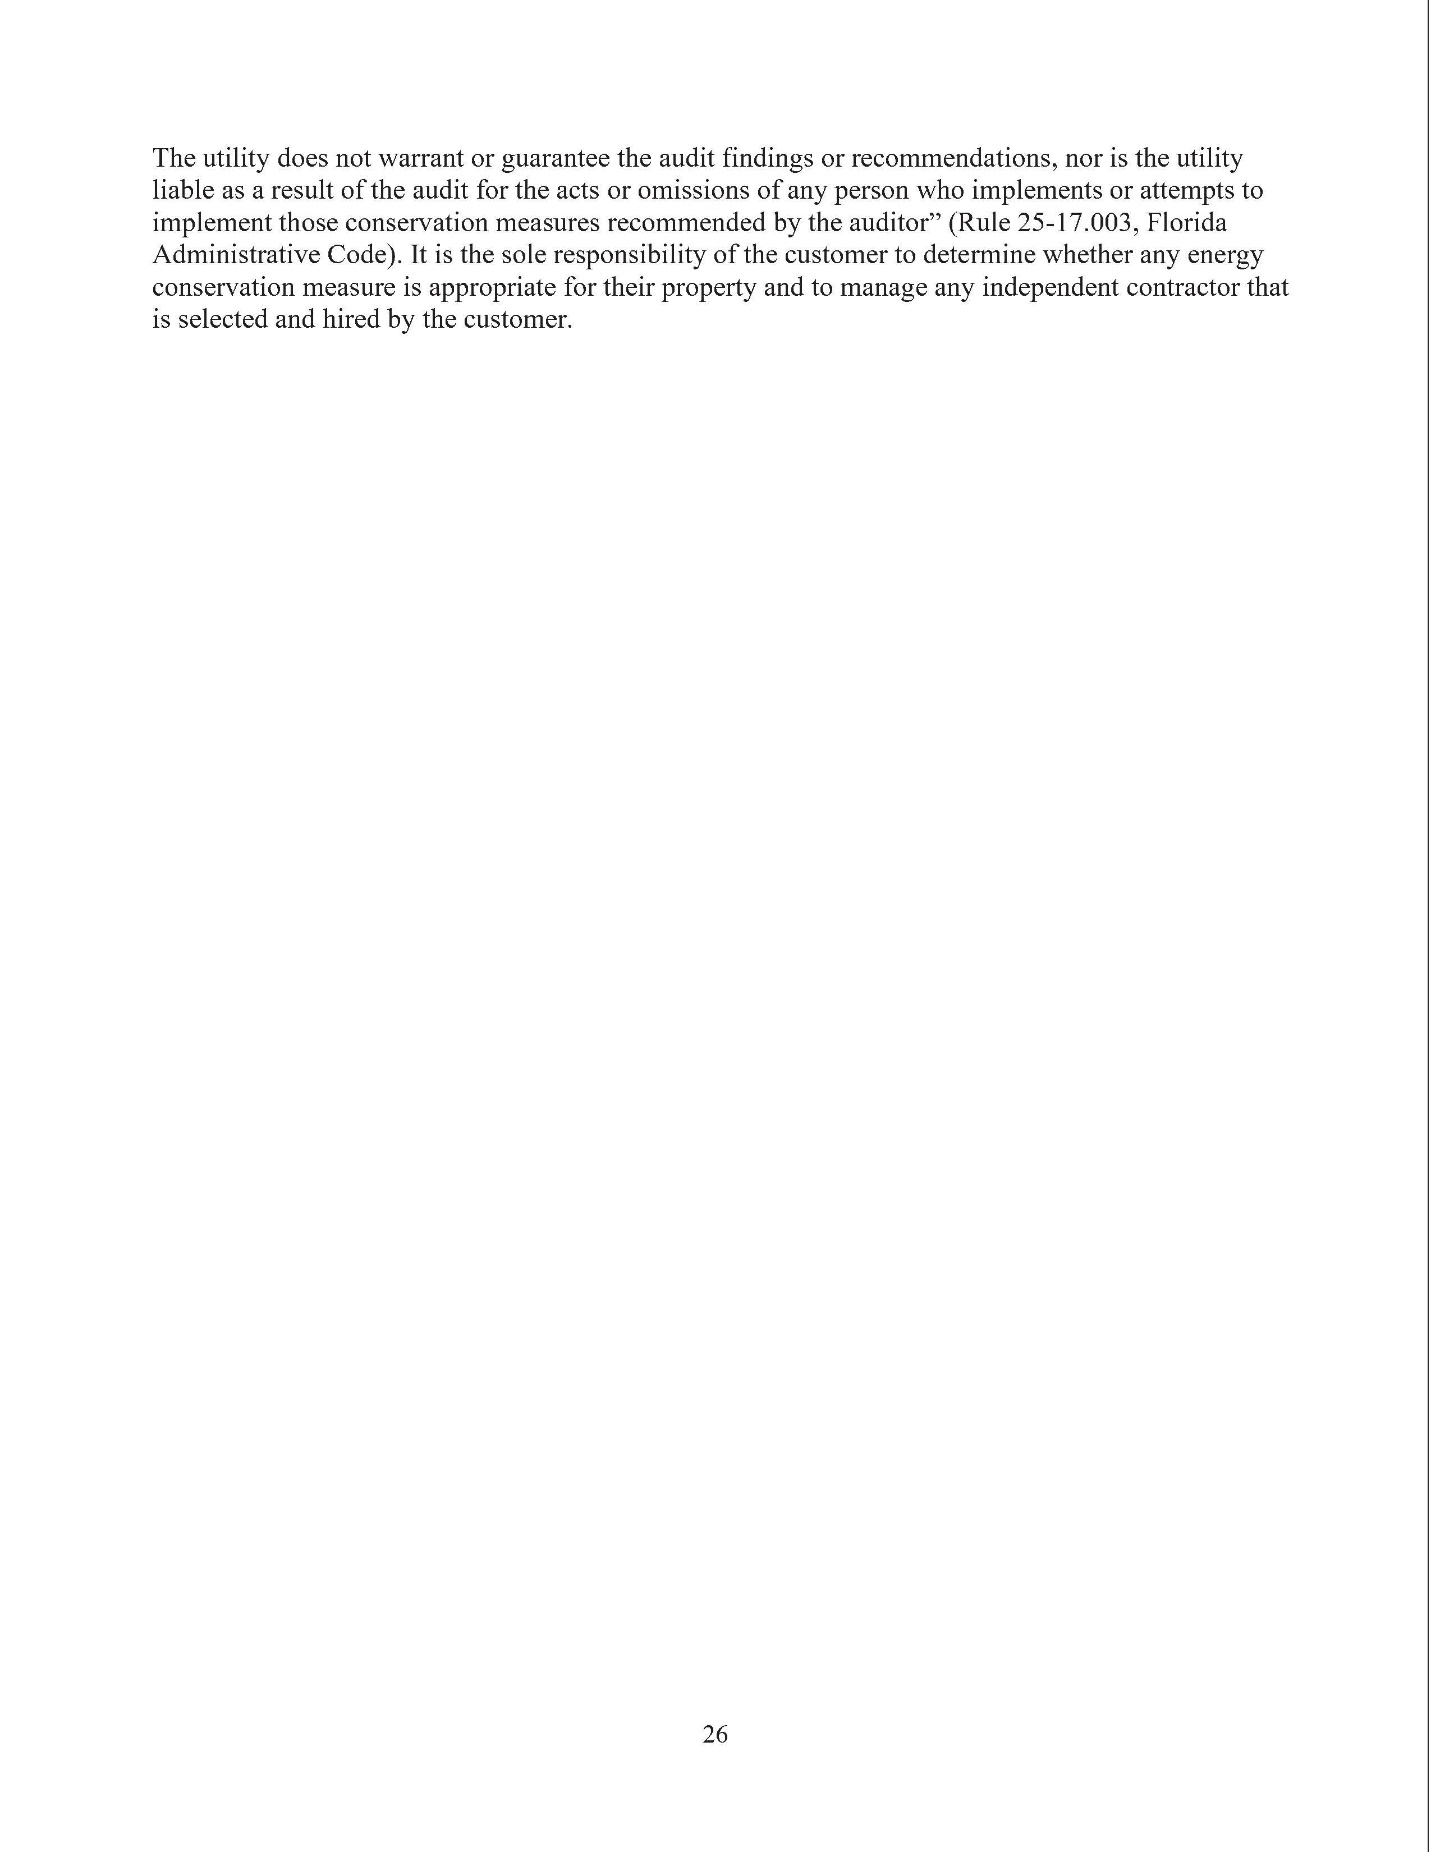 The utility does not warrant or guarantee the audit findings or recommendations, nor is the utility
liable as a result of the audit for the acts or omissions of any person who implements or attempts to
implement those conservation measures recommended by the auditor” (Rule 25-17.003, Florida
Administrative Code). It is the sole responsibility of the customer to determine whether any energy
conservation measure is appropriate for their property and to manage any independent contractor that
is selected and hired by the customer.
26